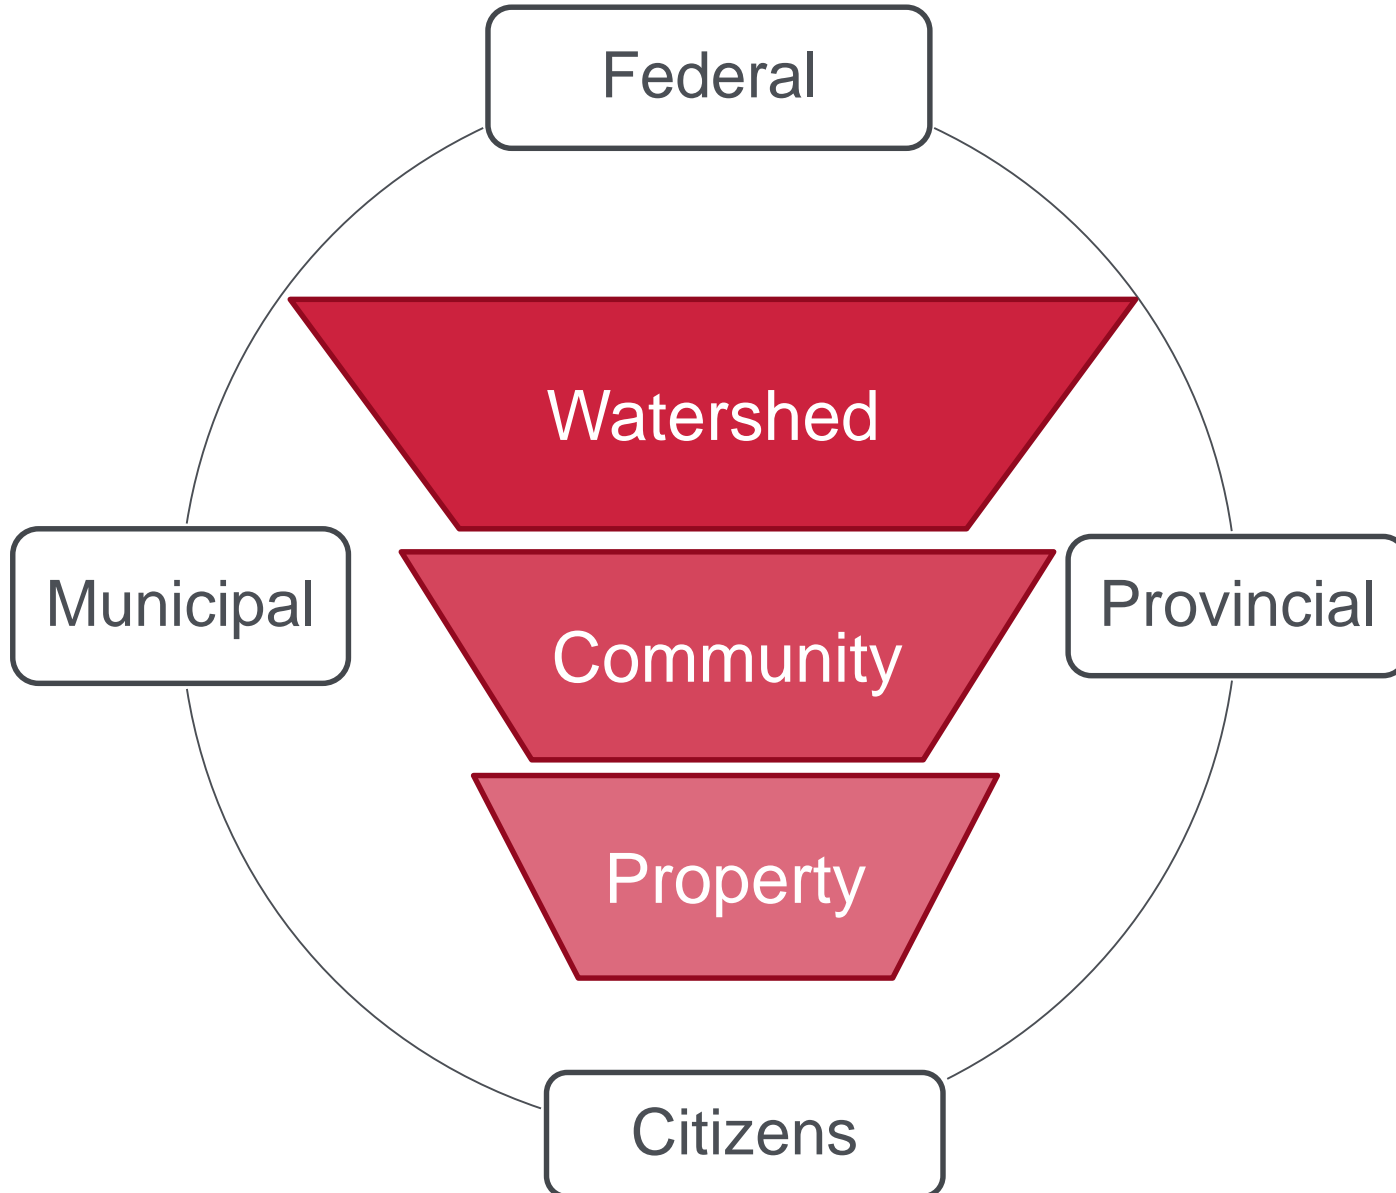 Federal
Watershed
Municipal
Provincial
Community
Property
Citizens